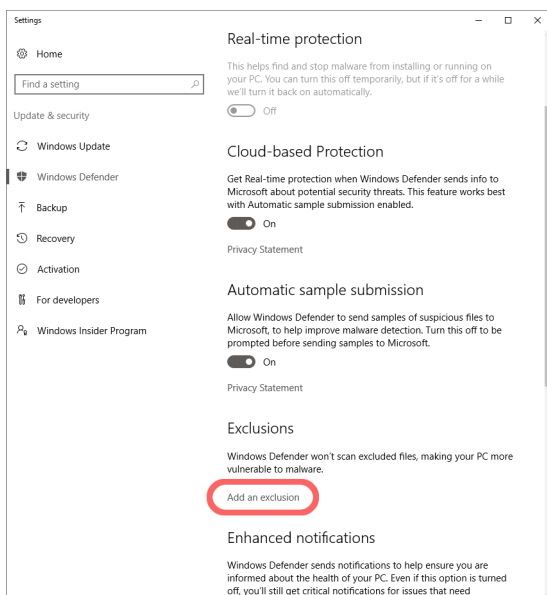 Settings
Home
Find a setting
Update & security
Windows Update
Windows Defender
Backup
Recovery
Activation
For developers
Windows Insider Program
Real-time protection
This helps find and stop malware from installing or running on
your PC. You can turn this off temporarily, but if it's off for a while
we'll turn it back on automatically.
Off
Cloud-based Protection
Get Real-time protection when Windows Defender sends info to
Microsoft about potential security threats. This feature works best
with Automatic sample submission enabled.
On
Privacy Statement
Automatic sample submission
Allow Windows Defender to send samples of suspicious files to
Microsoft, to help improve malware detection. Turn this off to be
prompted before sending samples to Microsoft.
On
Privacy Statement
Exclusions
Windows Defender won't scan excluded files, making your PC more
vulnerable to malware.
Add an exclusion
Enhanced notifications
Windows Defender sends notifications to help ensure you are
informed about the health of your PC. Even if this option is turned
off, you'll still get critical notifications for issues that need